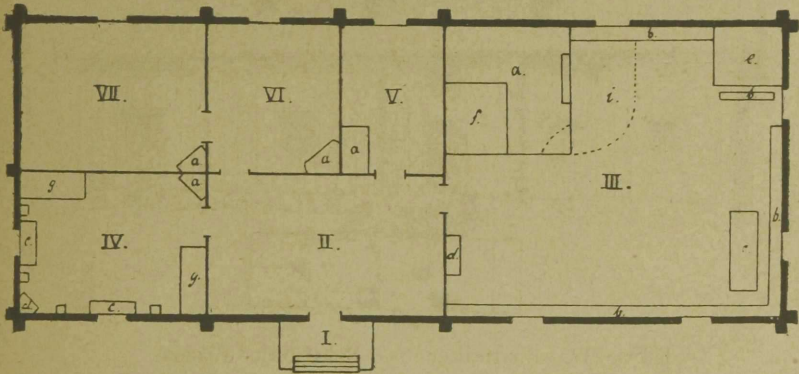 VII.
VI.
V.
a.
b.
e.
i.
b
f.
a
a
a
a
III.
g
b.
c.
IV.
II.
d.
g.
d
c.
b.
I.